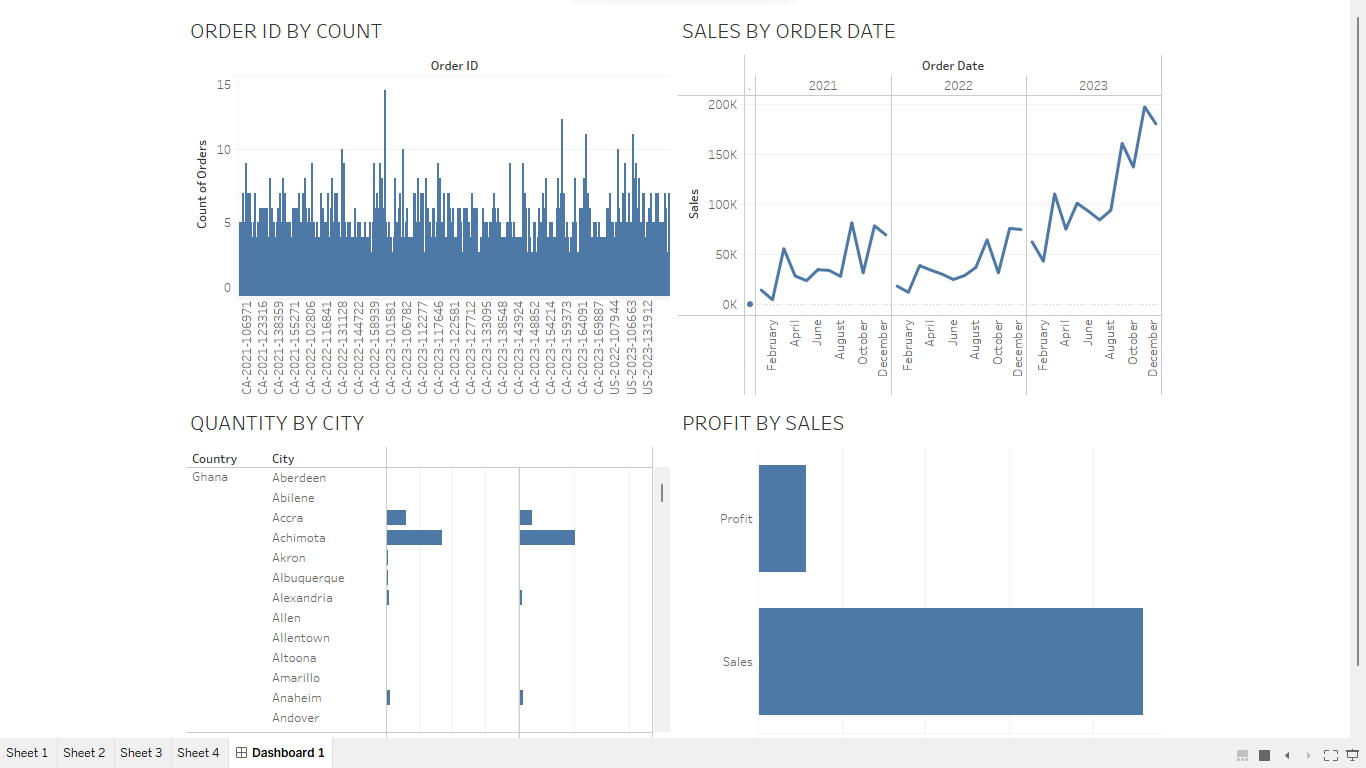 ORDER ID BY COUNT
Order ID
Count of Orders
15
10
5
0
CA-2021-106971
CA-2021-123316
CA-2021-138359
CA-2021-155271
CA-2022-102806
CA-2022-116841
CA-2022-131128
CA-2022-144722
CA-2022-158939
CA-2023-101581
CA-2023-106782
CA-2023-112277
CA-2023-117646
CA-2023-122581
CA-2023-127712
CA-2023-133095
CA-2023-138548
CA-2023-143924
CA-2023-148852
CA-2023-154214
CA-2023-159373
CA-2023-164091
CA-2023-169887
US-2022-107944
US-2023-106663
US-2023-131912
SALES BY ORDER DATE
Order Date
. 2021 2022 2023
Sales
200K
150K
100K
50K
0K
February
April
June
August
October
December
February
April
June
August
October
December
February
April
June
August
October
December
QUANTITY BY CITY
Country City
Ghana Aberdeen
Abilene
Accra
Achimota
Akron
Albuquerque
Alexandria
Allen
Allentown
Altoona
Amarillo
Anaheim
Andover
PROFIT BY SALES
Profit
Sales
Sheet 1 Sheet 2 Sheet 3 Sheet 4 Dashboard 1